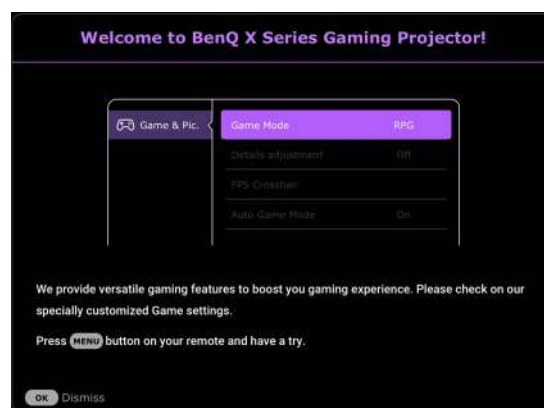 Welcome to BenQ X Series Gaming Projector!
Game & Pic.
Game Mode RPG
Details adjustment Off
FPS Crosshair
Auto Game Mode On
We provide versatile gaming features to boost you gaming experience. Please check on our
specially customized Game settings.
Press MENU button on your remote and have a try.
OK Dismiss